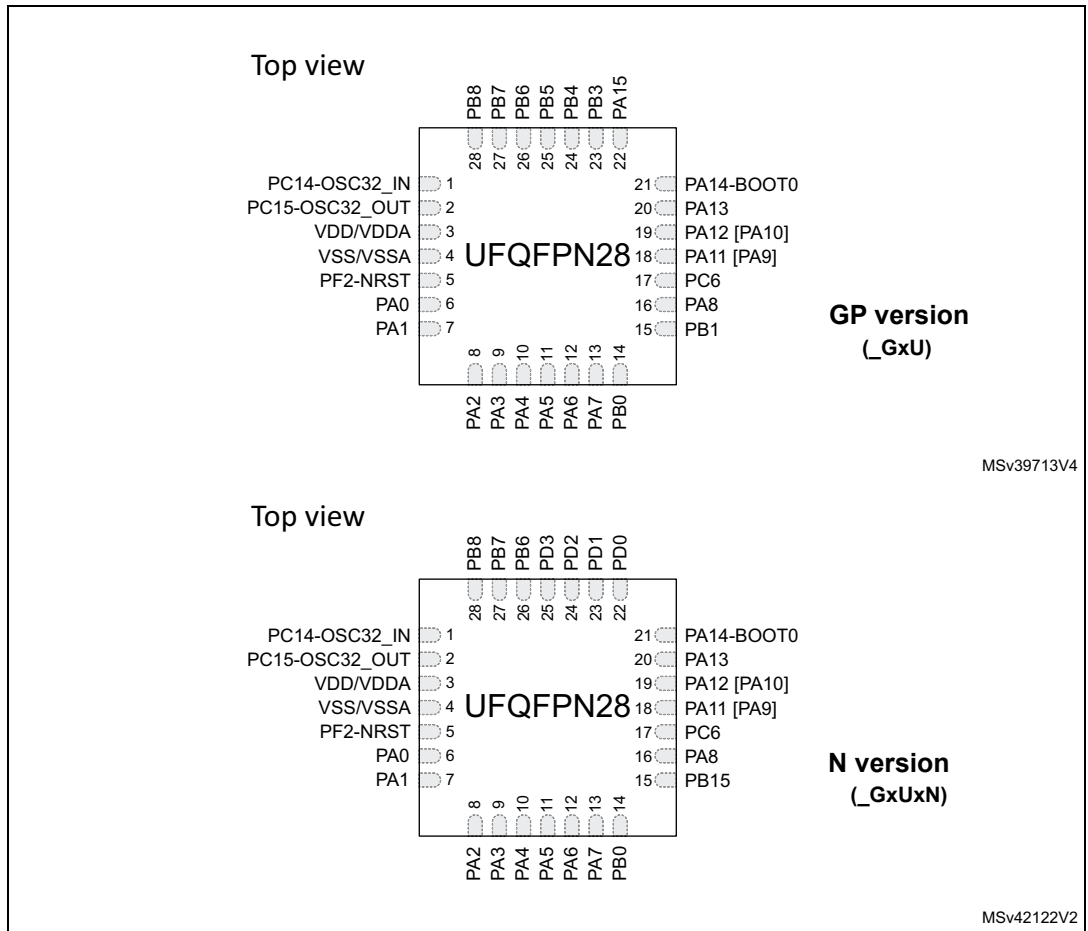 Top view
PB8
PB7
PB6
PB5
PB4
PB3
PA15
28
27
26
25
24
23
22
PC14-OSC32_IN 1
PC15-OSC32_OUT 2
VDD/VDDA 3
VSS/VSSA 4
PF2-NRST 5
PA0 6
PA1 7
UFQFPN28
21 PA14-BOOT0
20 PA13
19 PA12 [PA10]
18 PA11 [PA9]
17 PC6
16 PA8
15 PB1
8
9
10
11
12
13
14
PA2
PA3
PA4
PA5
PA6
PA7
PB0
GP version
(_GxU)
MSv39713V4
Top view
PB8
PB7
PB6
PD3
PD2
PD1
PD0
28
27
26
25
24
23
22
PC14-OSC32_IN 1
PC15-OSC32_OUT 2
VDD/VDDA 3
VSS/VSSA 4
PF2-NRST 5
PA0 6
PA1 7
UFQFPN28
21 PA14-BOOT0
20 PA13
19 PA12 [PA10]
18 PA11 [PA9]
17 PC6
16 PA8
15 PB15
8
9
10
11
12
13
14
PA2
PA3
PA4
PA5
PA6
PA7
PB0
N version
(_GxUxN)
MSv42122V2